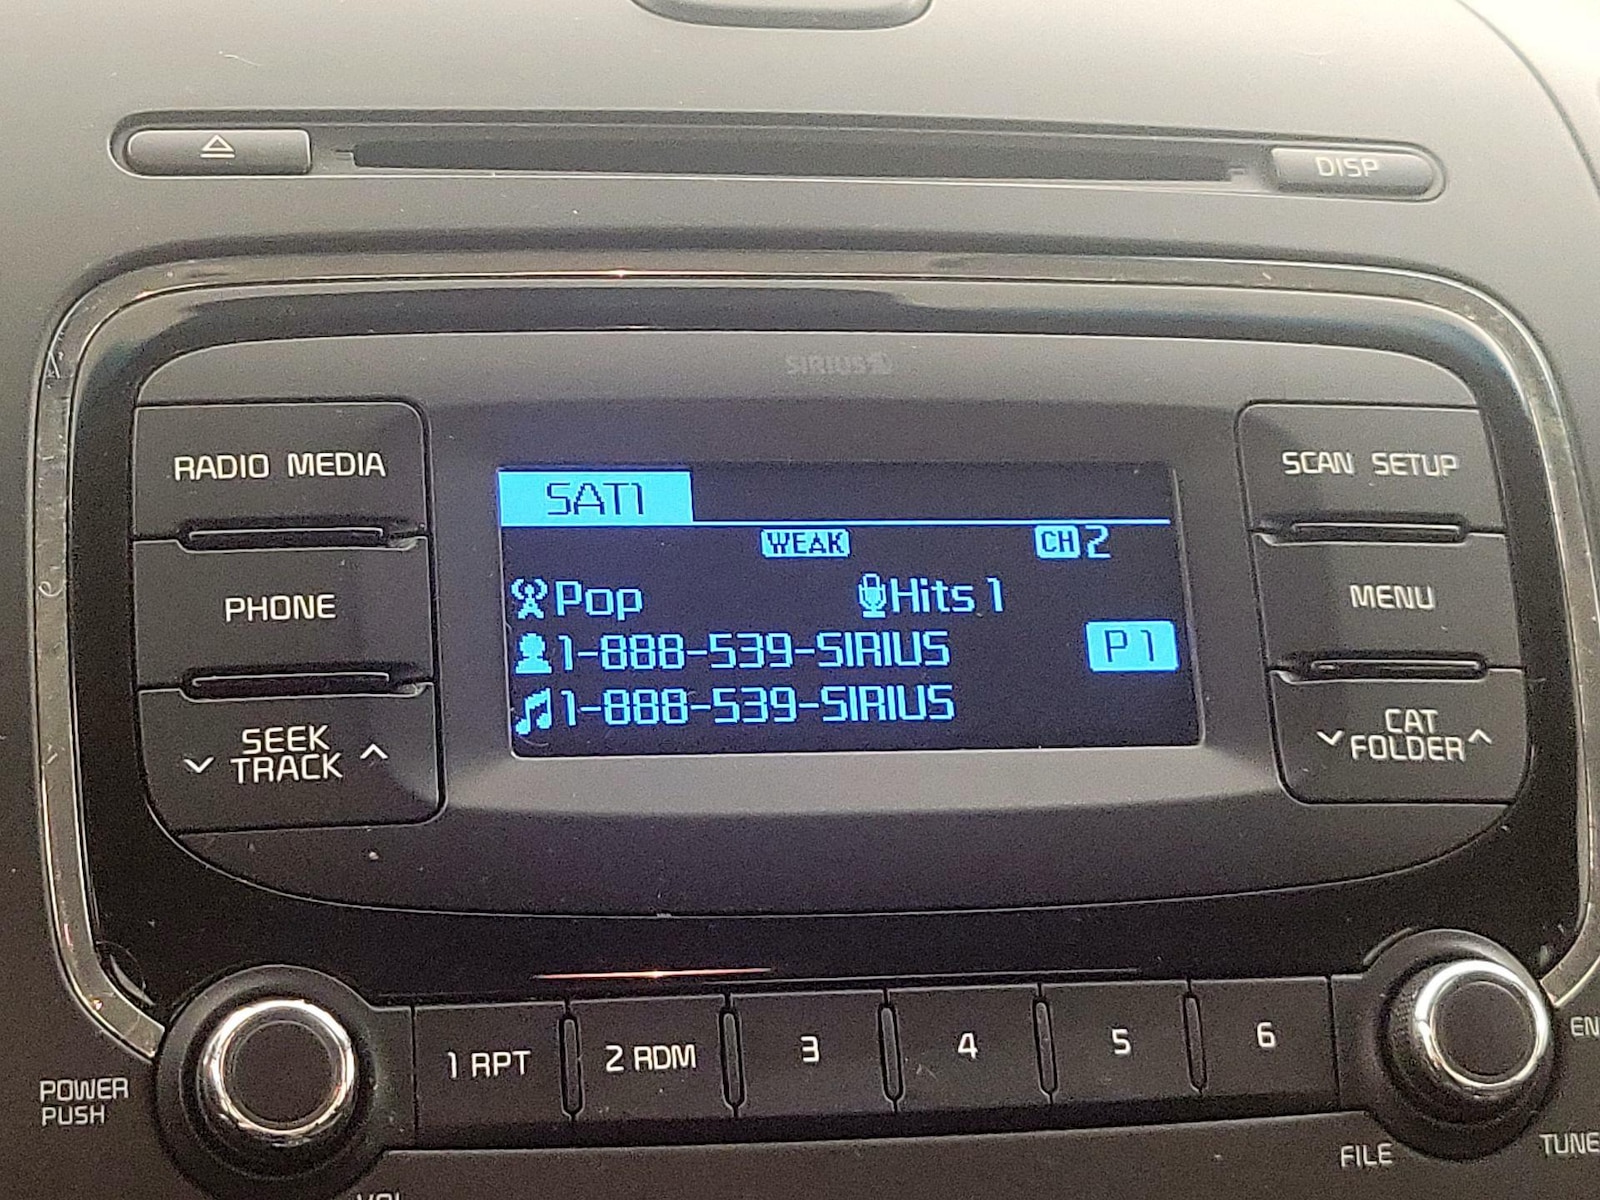 DISP
SIRIUS
RADIO MEDIA
SCAN SETUP
SAT1
WEAK
CH 2
PHONE
MENU
Pop
Hits 1
1-888-539-SIRIUS
P1
1-888-539-SIRIUS
SEEK
TRACK
CAT
FOLDER
1 RPT
2 RDM
3
4
5
6
POWER
PUSH
FILE
TUNE